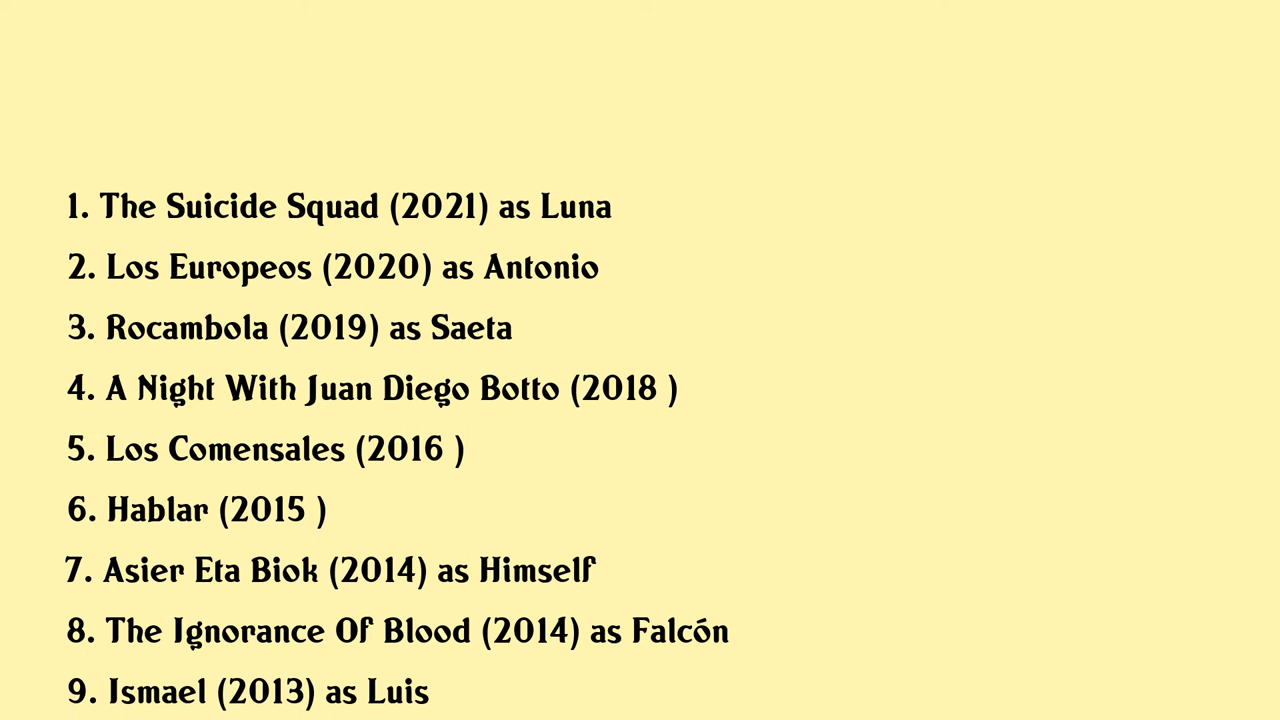 1. The Suicide Squad (2021) as Luna
2. Los Europeos (2020) as Antonio
3. Rocambola (2019) as Saeta
4. A Night With Juan Diego Botto (2018 )
5. Los Comensales (2016 )
6. Hablar (2015 )
7. Asier Eta Biok (2014) as Himself
8. The Ignorance Of Blood (2014) as Falcón
9. Ismael (2013) as Luis